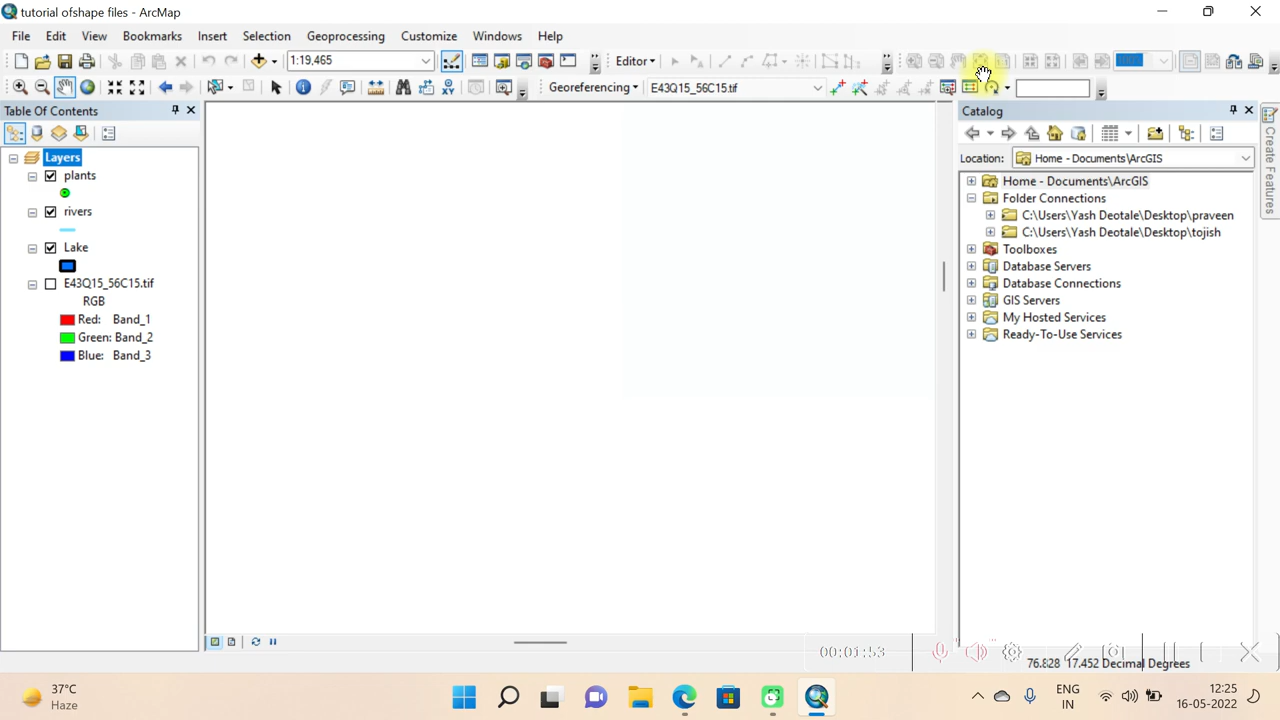 tutorial ofshape files - ArcMap
File Edit View Bookmarks Insert Selection Geoprocessing Customize Windows Help
1:19,465 Editor
Georeferencing E43Q15_56C15.tif
Table Of Contents
Layers
plants
rivers
Lake
E43Q15_56C15.tif
RGB
Red: Band_1
Green: Band_2
Blue: Band_3
Catalog
Location: Home - Documents\ArcGIS
Home - Documents\ArcGIS
Folder Connections
C:\Users\Yash Deotale\Desktop\praveen
C:\Users\Yash Deotale\Desktop\tojish
Toolboxes
Database Servers
Database Connections
GIS Servers
My Hosted Services
Ready-To-Use Services
Create Features
00:01:53
76.828 17.452 Decimal Degrees
37°C
Haze
ENG
IN
12:25
16-05-2022